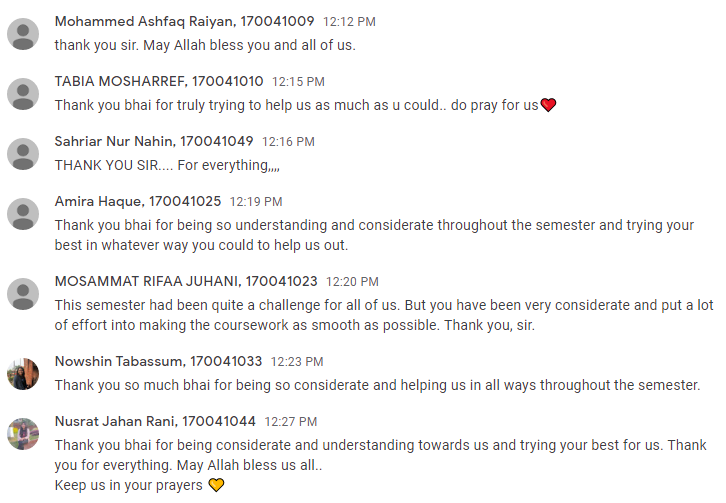 Mohammed Ashfaq Raiyan, 170041009 12:12 PM
thank you sir. May Allah bless you and all of us.
TABIA MOSHARREF, 170041010 12:15 PM
Thank you bhai for truly trying to help us as much as u could.. do pray for us❤️
Sahriar Nur Nahin, 170041049 12:16 PM
THANK YOU SIR.... For everything,,,,
Amira Haque, 170041025 12:19 PM
Thank you bhai for being so understanding and considerate throughout the semester and trying your
best in whatever way you could to help us out.
MOSAMMAT RIFAA JUHANI, 170041023 12:20 PM
This semester had been quite a challenge for all of us. But you have been very considerate and put a lot
of effort into making the coursework as smooth as possible. Thank you, sir.
Nowshin Tabassum, 170041033 12:23 PM
Thank you so much bhai for being so considerate and helping us in all ways throughout the semester.
Nusrat Jahan Rani, 170041044 12:27 PM
Thank you bhai for being considerate and understanding towards us and trying your best for us. Thank
you for everything. May Allah bless us all..
Keep us in your prayers 💛